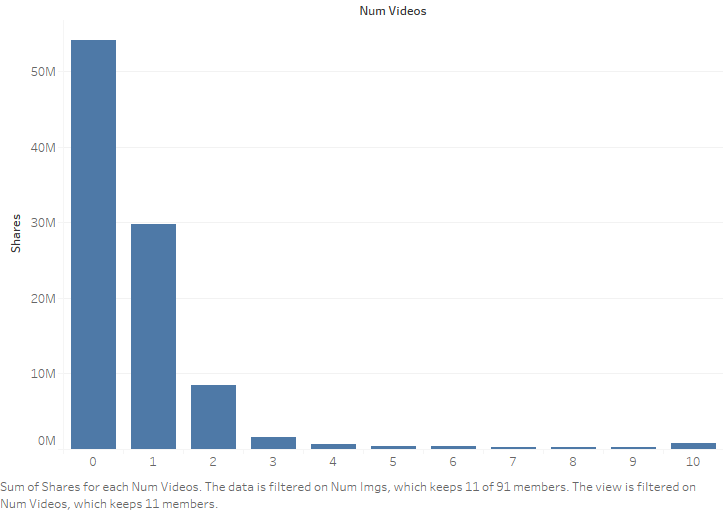 Num Videos
50M
40M
30M
20M
10M
0M
Shares
0 1 2 3 4 5 6 7 8 9 10
Sum of Shares for each Num Videos. The data is filtered on Num Imgs, which keeps 11 of 91 members. The view is filtered on
Num Videos, which keeps 11 members.